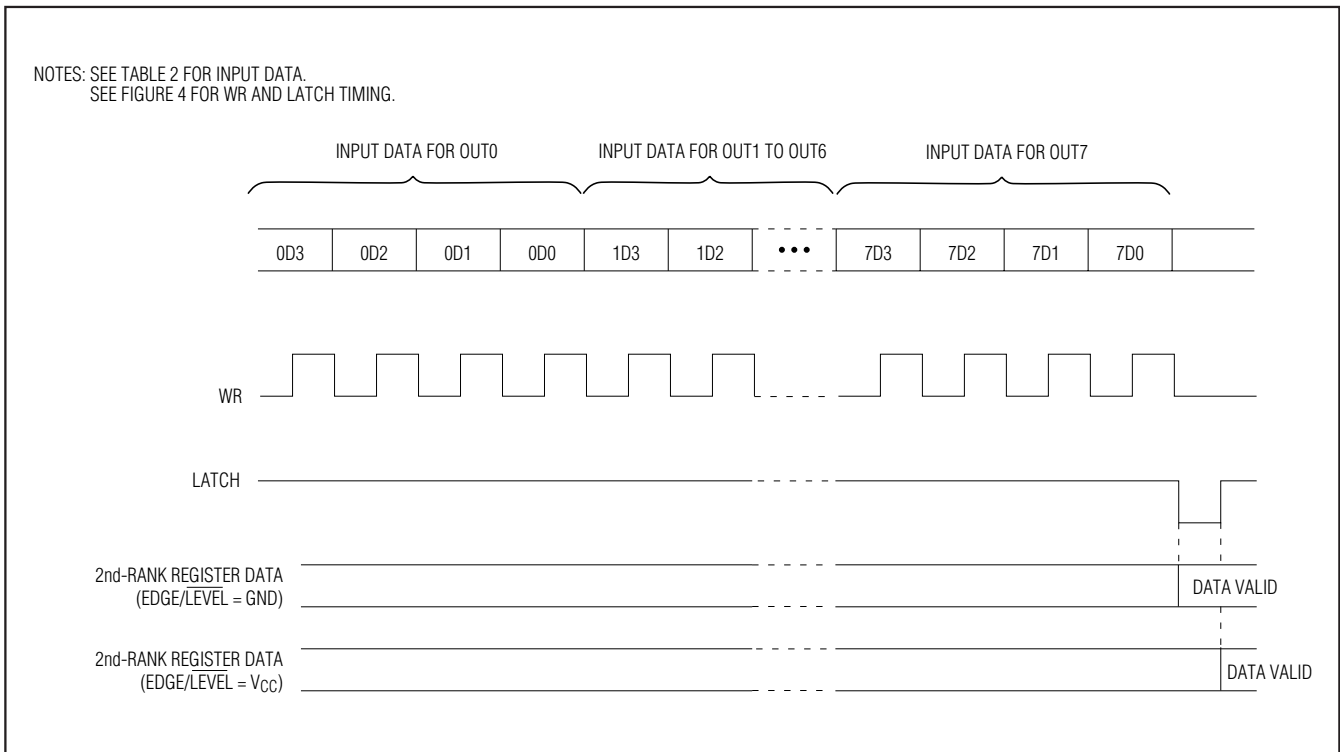 NOTES: SEE TABLE 2 FOR INPUT DATA.
SEE FIGURE 4 FOR WR AND LATCH TIMING.
INPUT DATA FOR OUT0 INPUT DATA FOR OUT1 TO OUT6 INPUT DATA FOR OUT7
0D3 0D2 0D1 0D0 1D3 1D2 ••• 7D3 7D2 7D1 7D0
WR
LATCH
2nd-RANK REGISTER DATA
(EDGE/LEVEL = GND)
DATA VALID
2nd-RANK REGISTER DATA
(EDGE/LEVEL = VCC)
DATA VALID